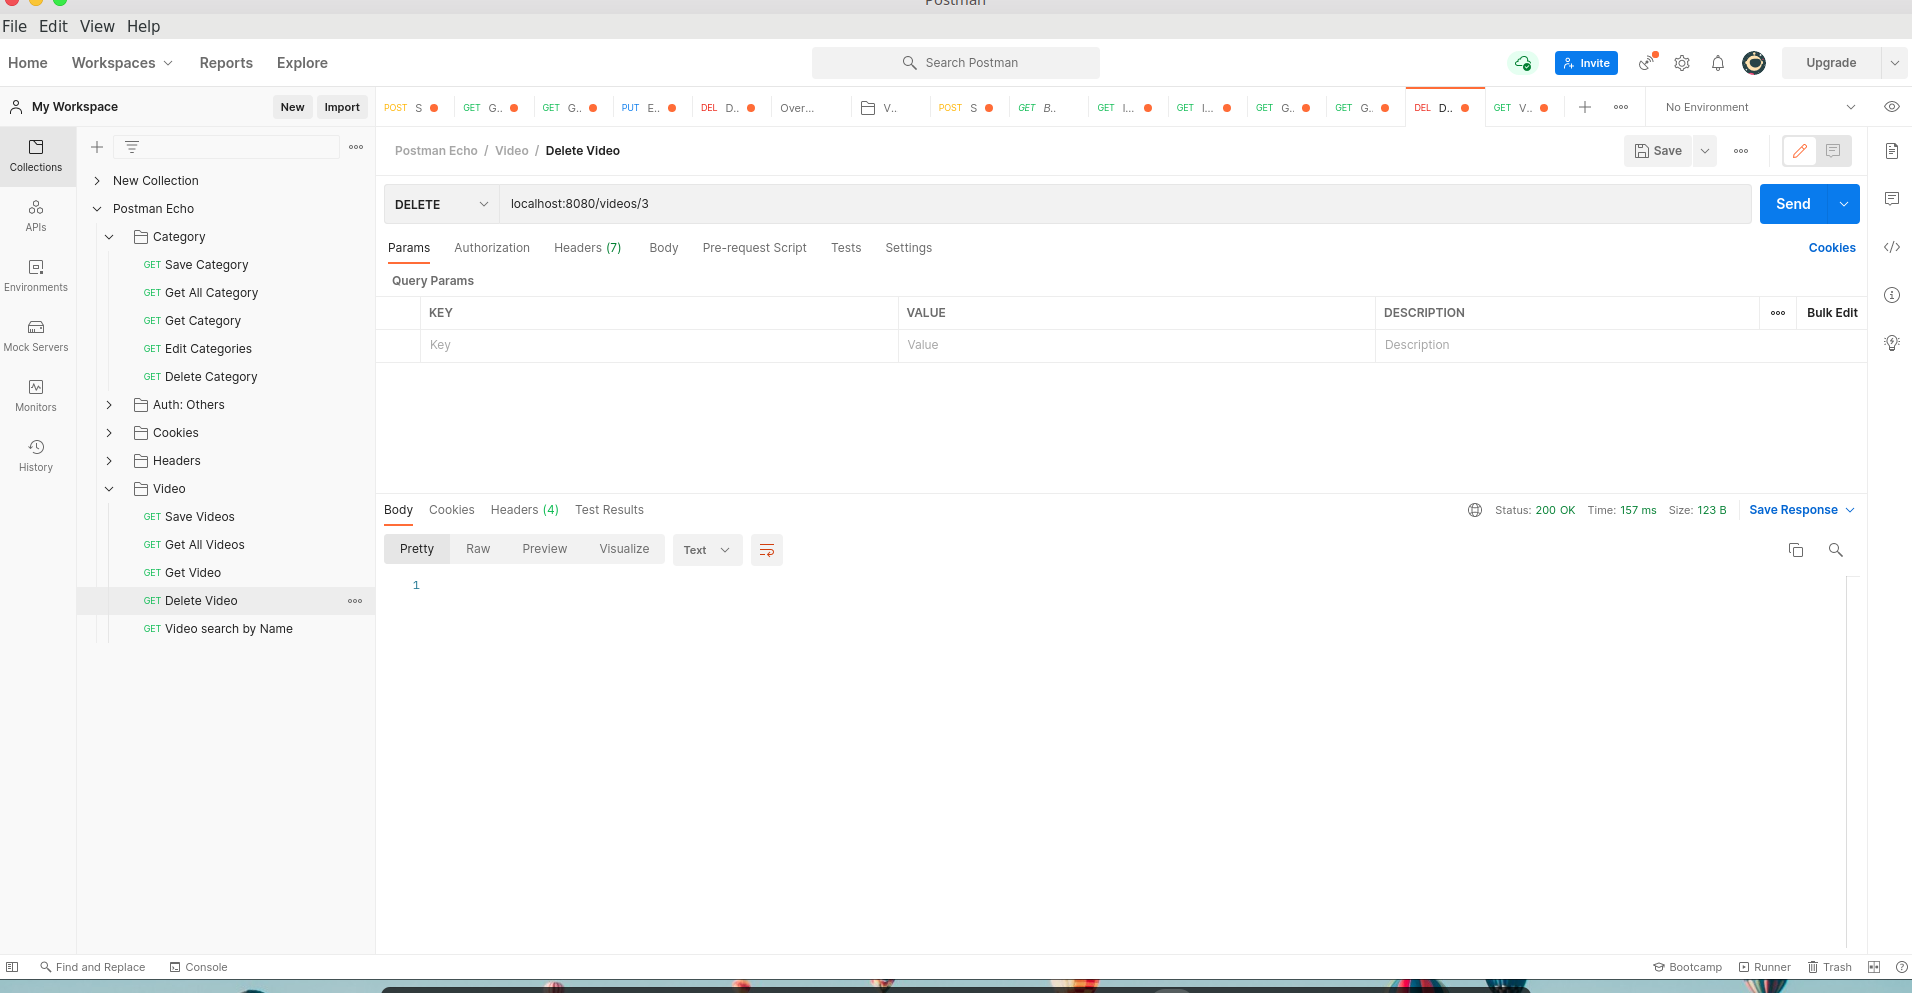 Postman
File Edit View Help
Home Workspaces Reports Explore Search Postman Invite Upgrade
My Workspace New Import POST S GET G.. GET G.. PUT E.. DEL D.. Over... V.. POST S GET B.. GET I... GET I... GET G.. GET G.. DEL D.. GET V.. No Environment
Collections
APIs
Environments
Mock Servers
Monitors
History
New Collection
Postman Echo
Category
GET Save Category
GET Get All Category
GET Get Category
GET Edit Categories
GET Delete Category
Auth: Others
Cookies
Headers
Video
GET Save Videos
GET Get All Videos
GET Get Video
GET Delete Video
GET Video search by Name
Postman Echo / Video / Delete Video Save
DELETE localhost:8080/videos/3 Send
Params Authorization Headers (7) Body Pre-request Script Tests Settings Cookies
Query Params
KEY VALUE DESCRIPTION Bulk Edit
Key Value Description
Body Cookies Headers (4) Test Results Status: 200 OK Time: 157 ms Size: 123 B Save Response
Pretty Raw Preview Visualize Text
1
Find and Replace Console Bootcamp Runner Trash